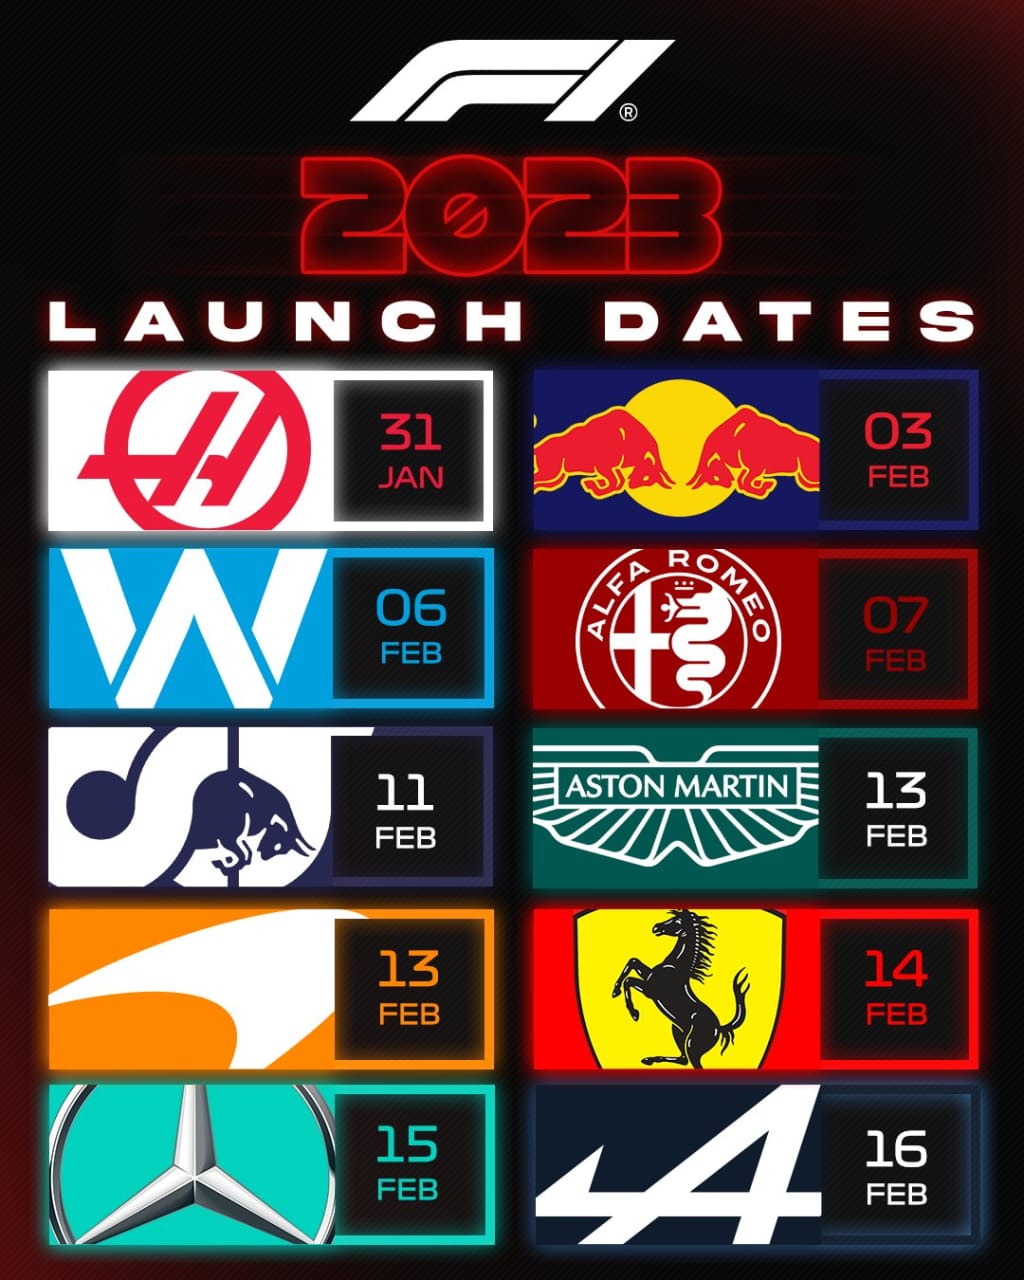 F1®
2023
LAUNCH DATES
31
JAN
03
FEB
06
FEB
ALFA ROMEO
07
FEB
11
FEB
ASTON MARTIN
13
FEB
13
FEB
14
FEB
15
FEB
16
FEB